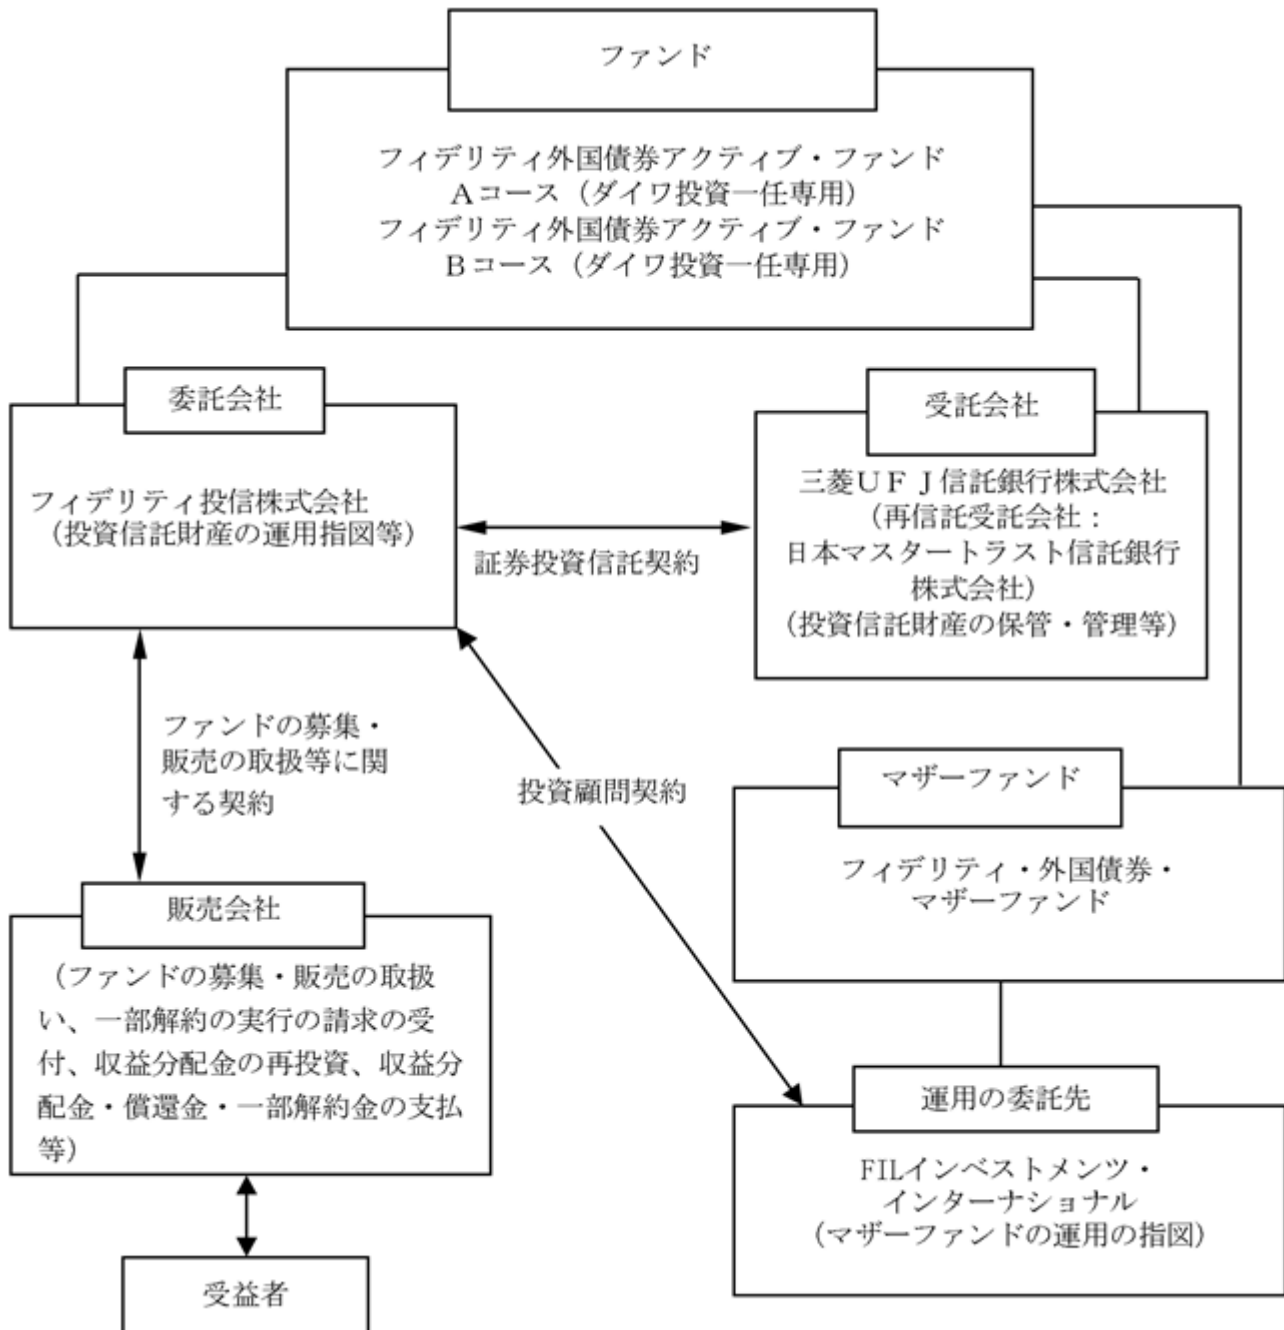 ファンド
フィデリティ外国債券アクティブ・ファンド
Ａコース（ダイワ投資一任専用）
フィデリティ外国債券アクティブ・ファンド
Ｂコース（ダイワ投資一任専用）
委託会社
フィデリティ投信株式会社
（投資信託財産の運用指図等）
証券投資信託契約
受託会社
三菱ＵＦＪ信託銀行株式会社
（再信託受託会社：
日本マスタートラスト信託銀行
株式会社）
（投資信託財産の保管・管理等）
ファンドの募集・
販売の取扱等に関
する契約
投資顧問契約
マザーファンド
フィデリティ・外国債券・
マザーファンド
販売会社
（ファンドの募集・販売の取扱
い、一部解約の実行の請求の受
付、収益分配金の再投資、収益分
配金・償還金・一部解約金の支払
等）
運用の委託先
FILインベストメンツ・
インターナショナル
（マザーファンドの運用の指図）
受益者